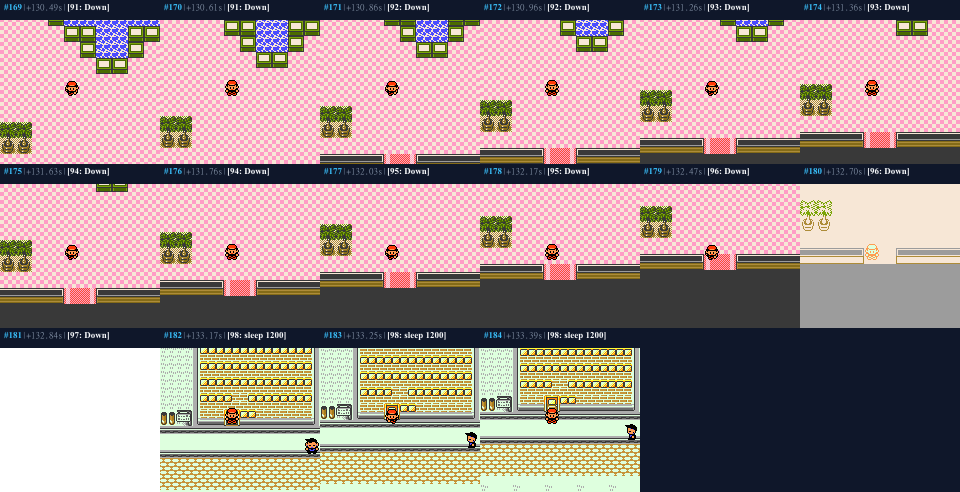 #169|+130.49s| [91: Down]
#170|+130.61s| [91: Down]
#171|+130.86s| [92: Down]
#172|+130.96s| [92: Down]
#173|+131.26s| [93: Down]
#174|+131.36s| [93: Down]
#175|+131.63s| [94: Down]
#176|+131.76s| [94: Down]
#177|+132.03s| [95: Down]
#178|+132.17s| [95: Down]
#179|+132.47s| [96: Down]
#180|+132.70s| [96: Down]
#181|+132.84s| [97: Down]
#182|+133.17s| [98: sleep 1200]
#183|+133.25s| [98: sleep 1200]
#184|+133.39s| [98: sleep 1200]